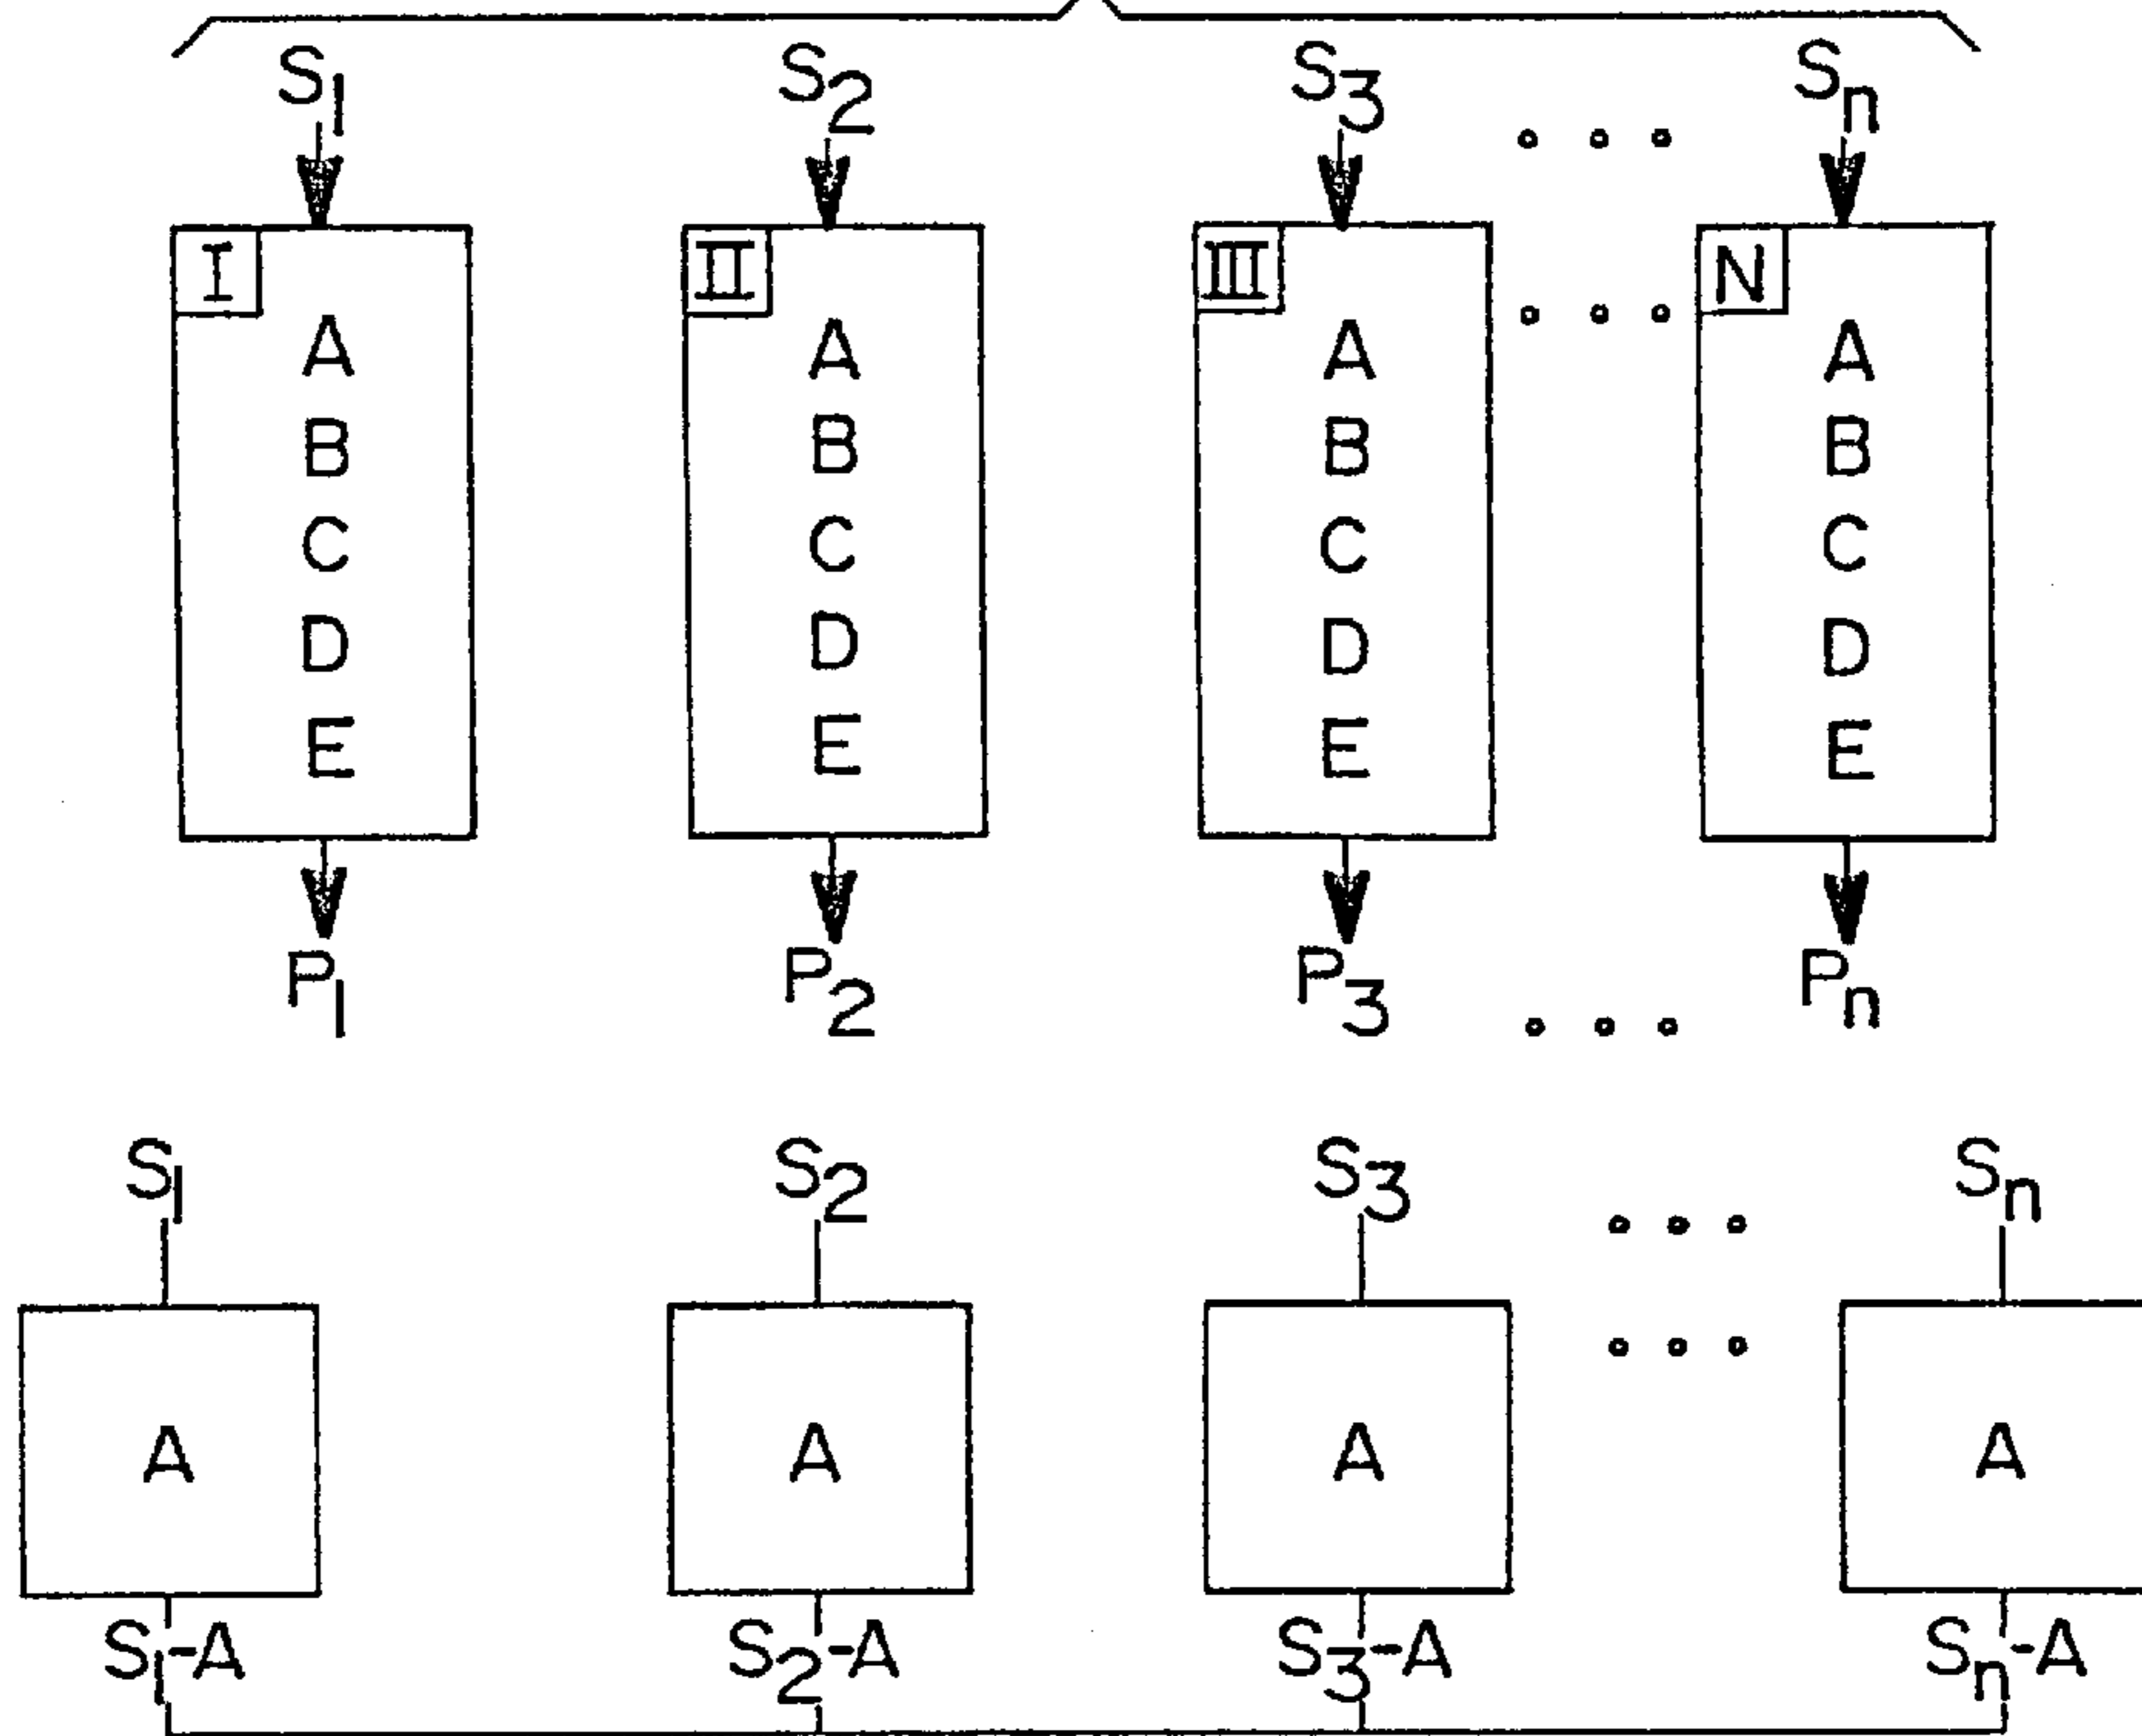 S1 S2 S3 Sn
I II III N
A A A A
B B B B
C C C C
D D D D
E E E E
P1 P2 P3 Pn
S1 S2 S3 Sn
A A A A
S1-A S2-A S3-A Sn-A